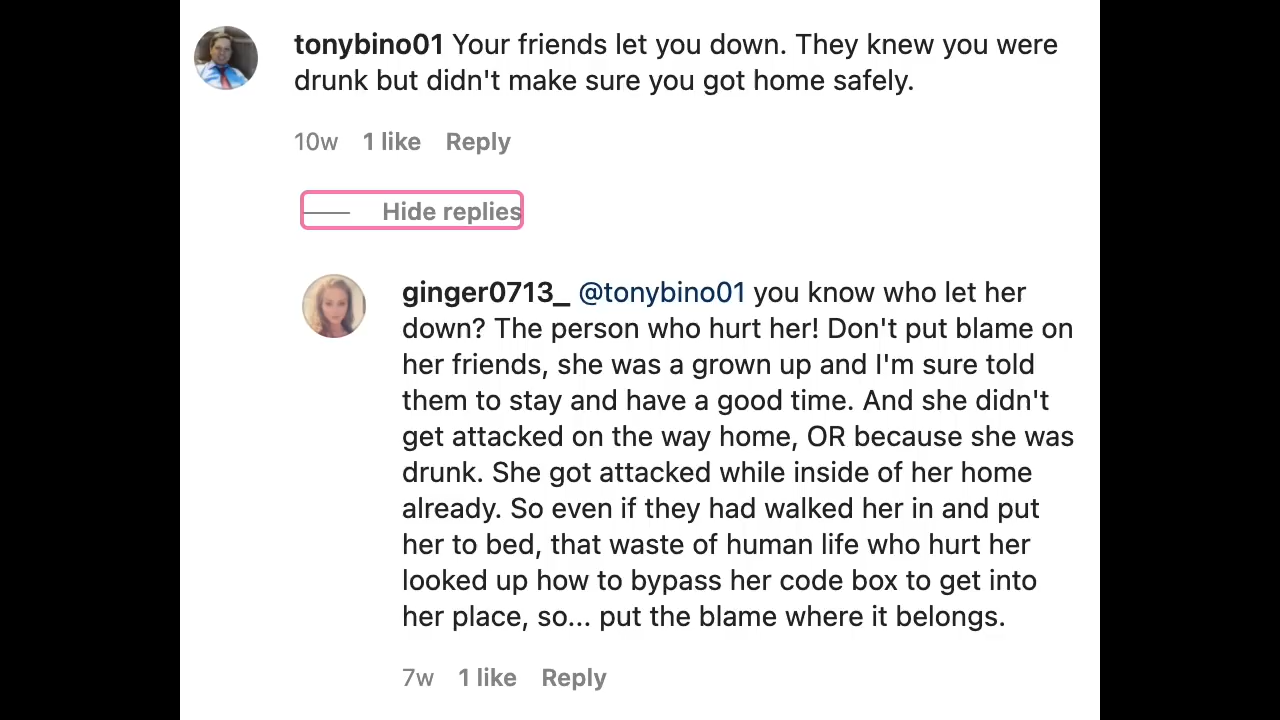 tonybino01 Your friends let you down. They knew you were
drunk but didn't make sure you got home safely.
10w 1 like Reply
Hide replies
ginger0713_ @tonybino01 you know who let her
down? The person who hurt her! Don't put blame on
her friends, she was a grown up and I'm sure told
them to stay and have a good time. And she didn't
get attacked on the way home, OR because she was
drunk. She got attacked while inside of her home
already. So even if they had walked her in and put
her to bed, that waste of human life who hurt her
looked up how to bypass her code box to get into
her place, so... put the blame where it belongs.
7w 1 like Reply